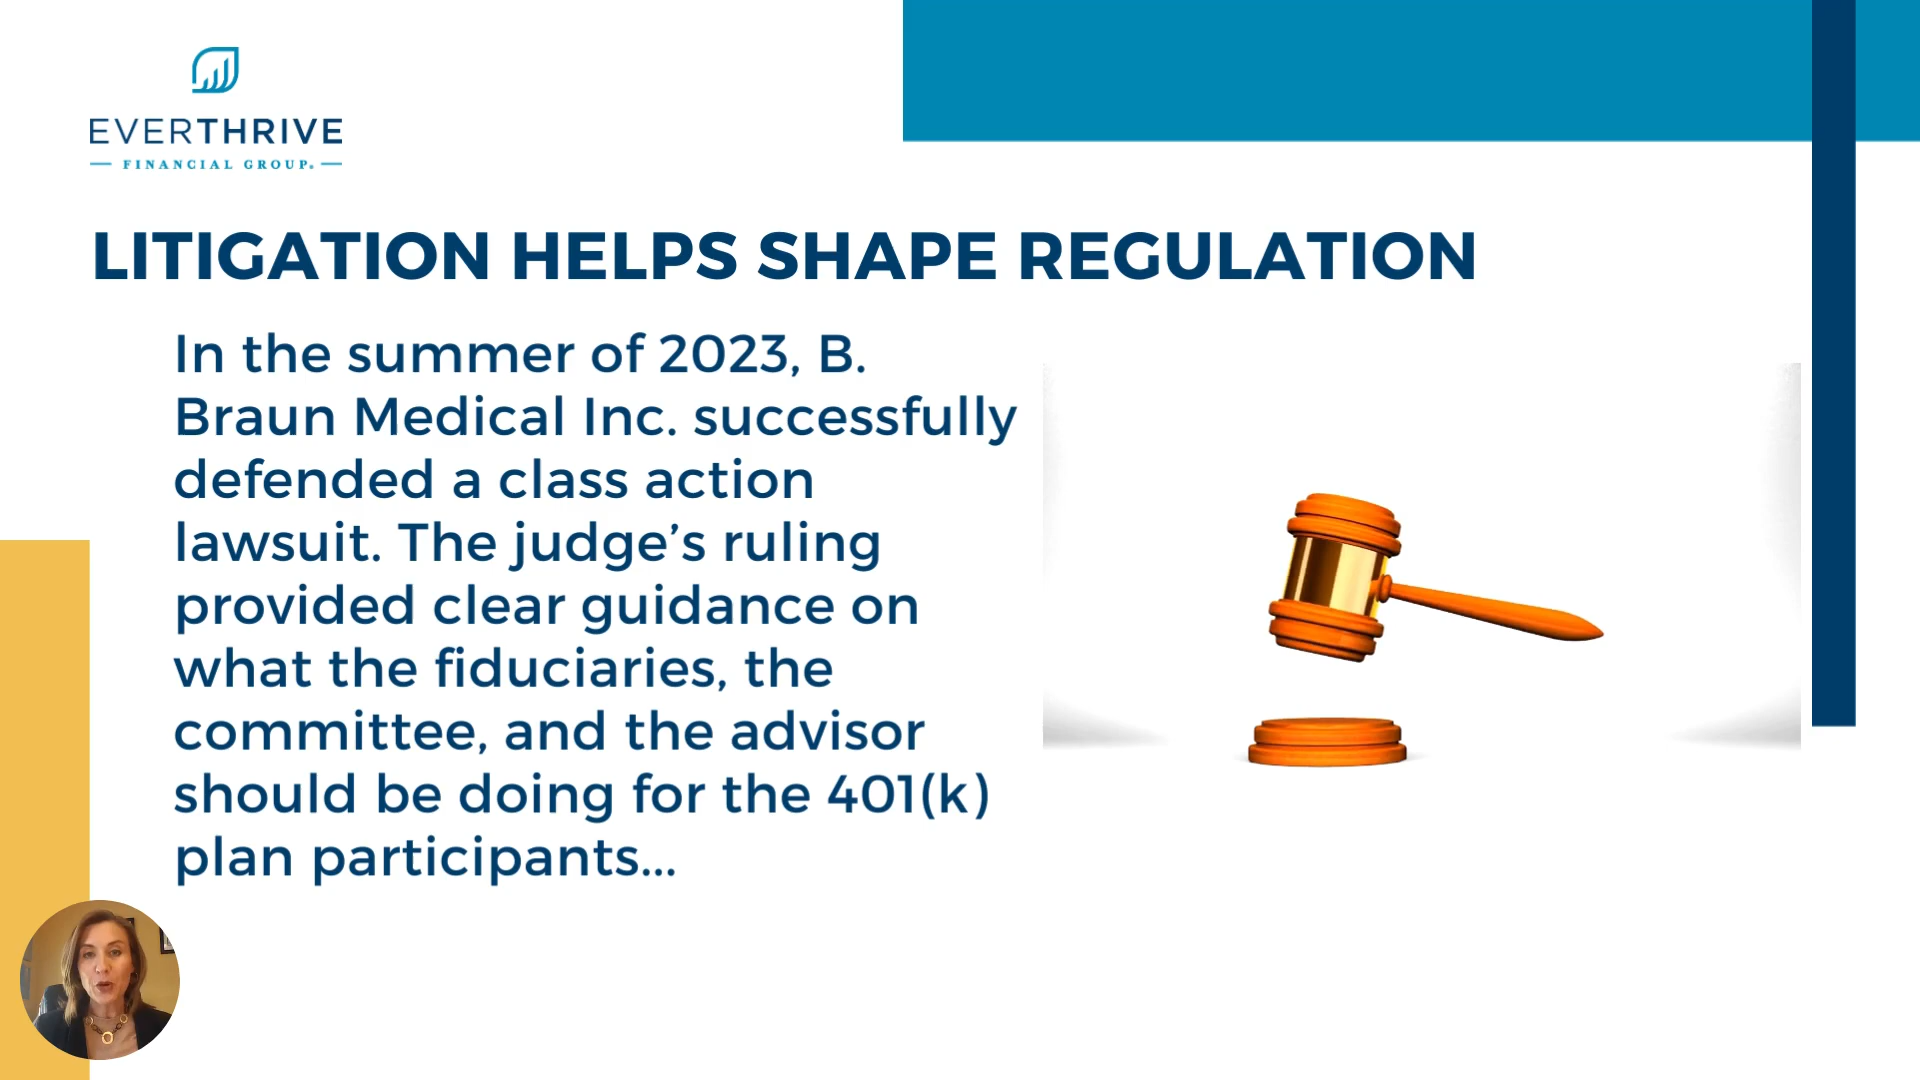 EVERTHRIVE
FINANCIAL GROUP®
LITIGATION HELPS SHAPE REGULATION
In the summer of 2023, B.
Braun Medical Inc. successfully
defended a class action
lawsuit. The judge’s ruling
provided clear guidance on
what the fiduciaries, the
committee, and the advisor
should be doing for the 401(k)
plan participants...